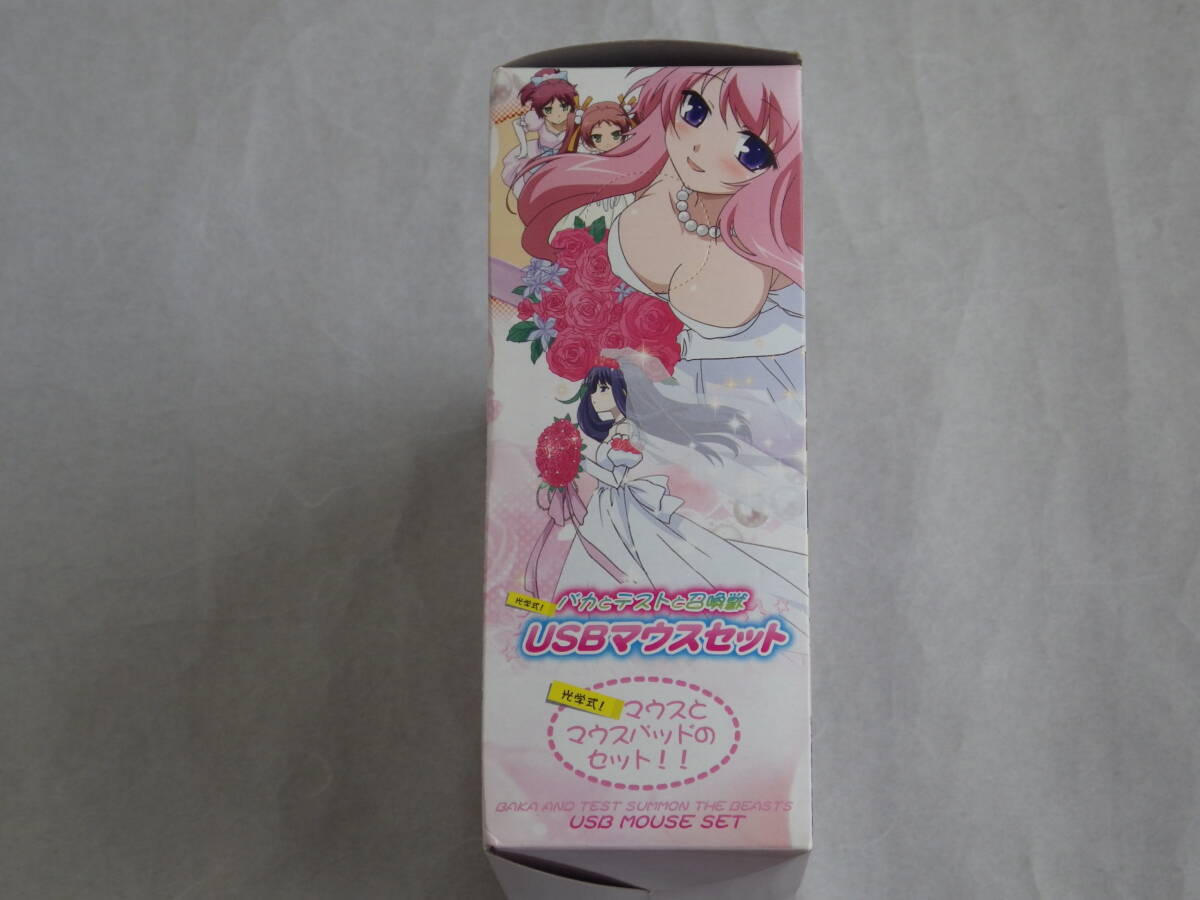 光学式！
バカとテストと召喚獣
USBマウスセット
光学式！
マウスと
マウスパッドの
セット！！
BAKA AND TEST SUMMON THE BEASTS
USB MOUSE SET